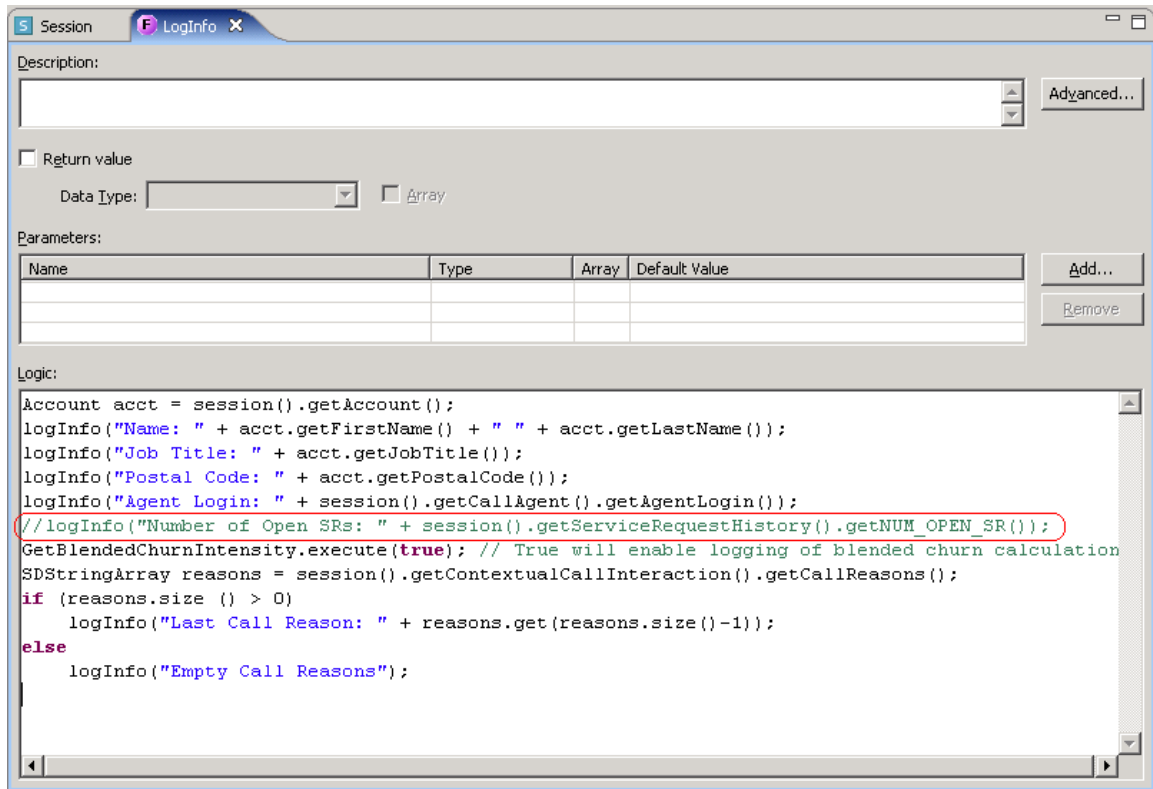 S Session F LogInfo
Description:
Advanced...
Return value
Data Type: Array
Parameters:
Name Type Array Default Value
Add...
Remove
Logic:
Account acct = session().getAccount();
logInfo("Name: " + acct.getFirstName() + " " + acct.getLastName());
logInfo("Job Title: " + acct.getJobTitle());
logInfo("Postal Code: " + acct.getPostalCode());
logInfo("Agent Login: " + session().getCallAgent().getAgentLogin());
//logInfo("Number of Open SRs: " + session().getServiceRequestHistory().getNUM_OPEN_SR());
GetBlendedChurnIntensity.execute(true); // True will enable logging of blended churn calculation
SDStringArray reasons = session().getContextualCallInteraction().getCallReasons();
if (reasons.size () > 0)
    logInfo("Last Call Reason: " + reasons.get(reasons.size()-1));
else
    logInfo("Empty Call Reasons");